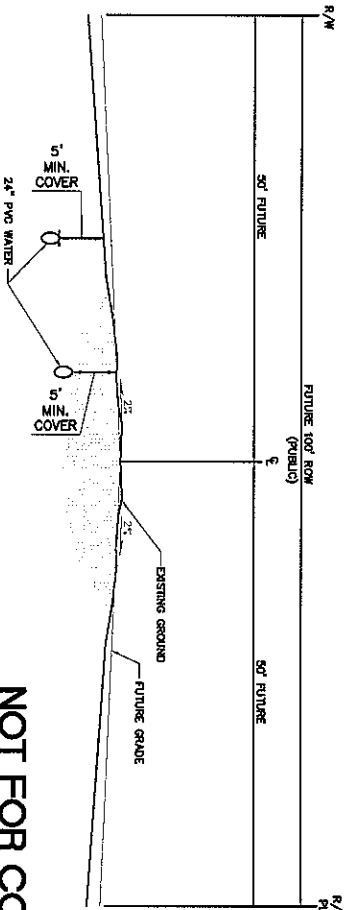 R/W
R/
FUTURE 100' ROW
(PUBLIC)
50' FUTURE
50' FUTURE
℄
5'
MIN.
COVER
24" PVC WATER
5'
MIN.
COVER
2%
2%
EXISTING GROUND
FUTURE GRADE
NOT FOR CO